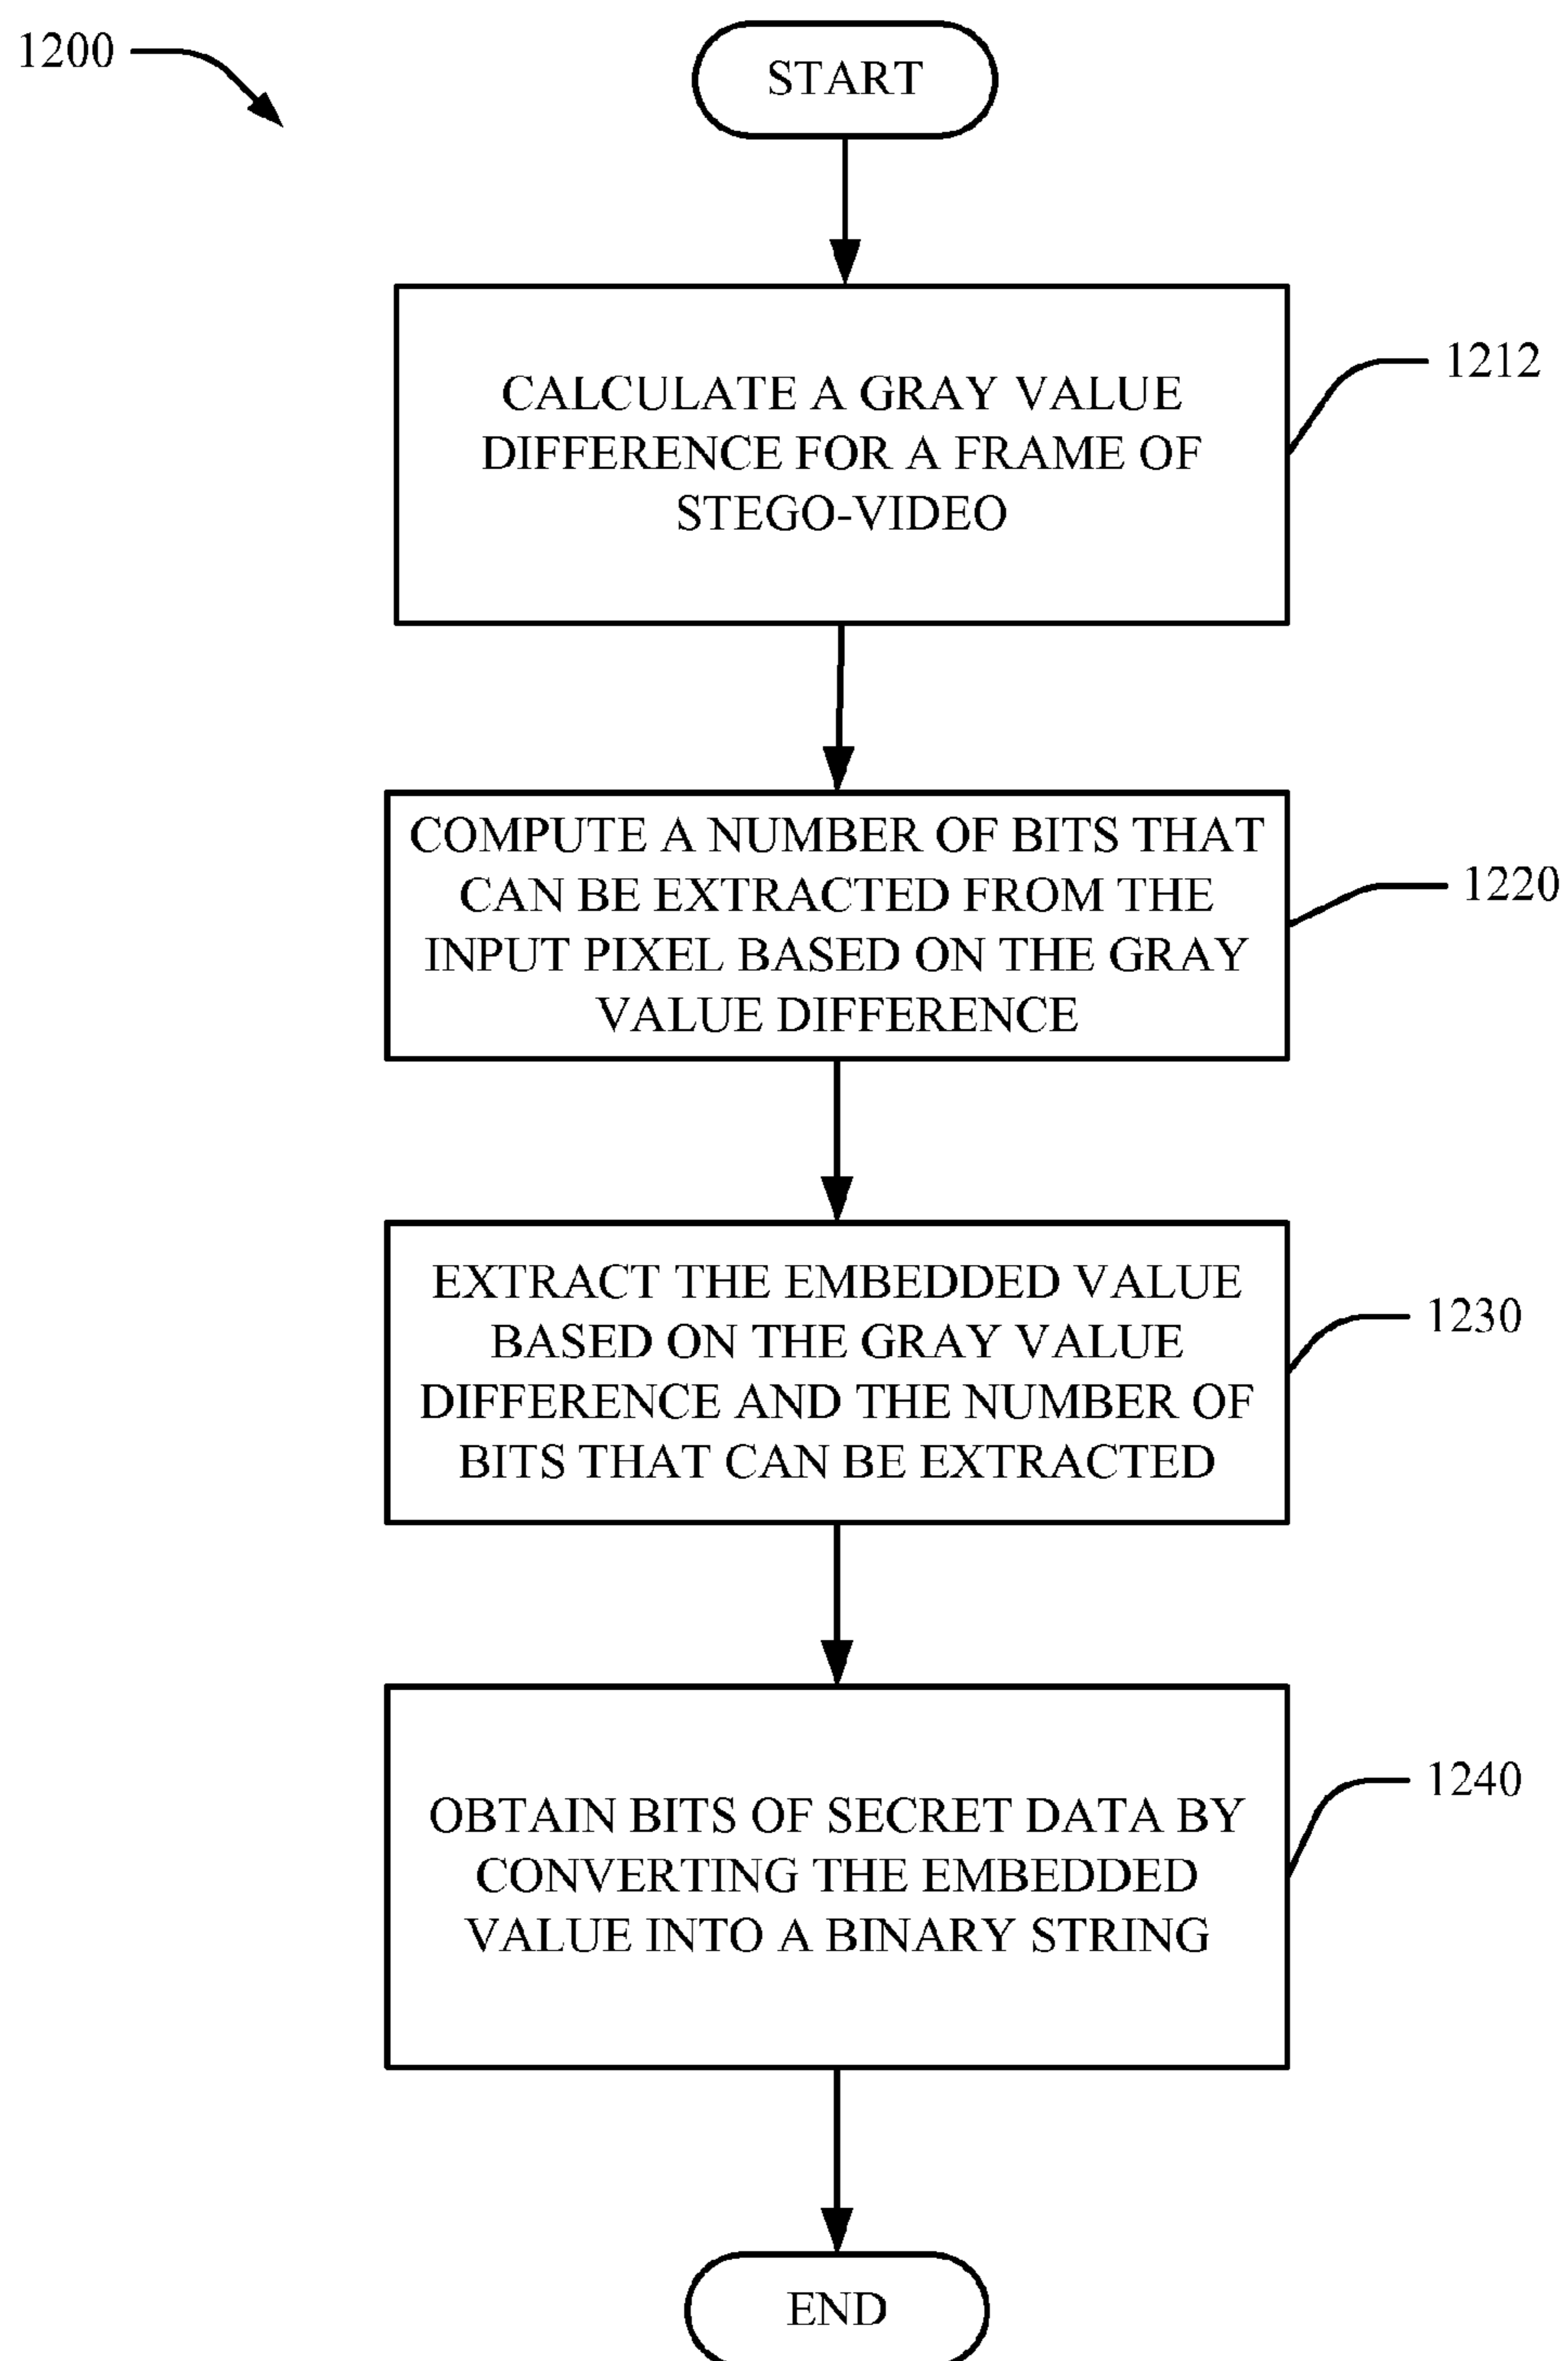 1200
START
CALCULATE A GRAY VALUE
DIFFERENCE FOR A FRAME OF
STEGO-VIDEO
1212
COMPUTE A NUMBER OF BITS THAT
CAN BE EXTRACTED FROM THE
INPUT PIXEL BASED ON THE GRAY
VALUE DIFFERENCE
1220
EXTRACT THE EMBEDDED VALUE
BASED ON THE GRAY VALUE
DIFFERENCE AND THE NUMBER OF
BITS THAT CAN BE EXTRACTED
1230
OBTAIN BITS OF SECRET DATA BY
CONVERTING THE EMBEDDED
VALUE INTO A BINARY STRING
1240
END